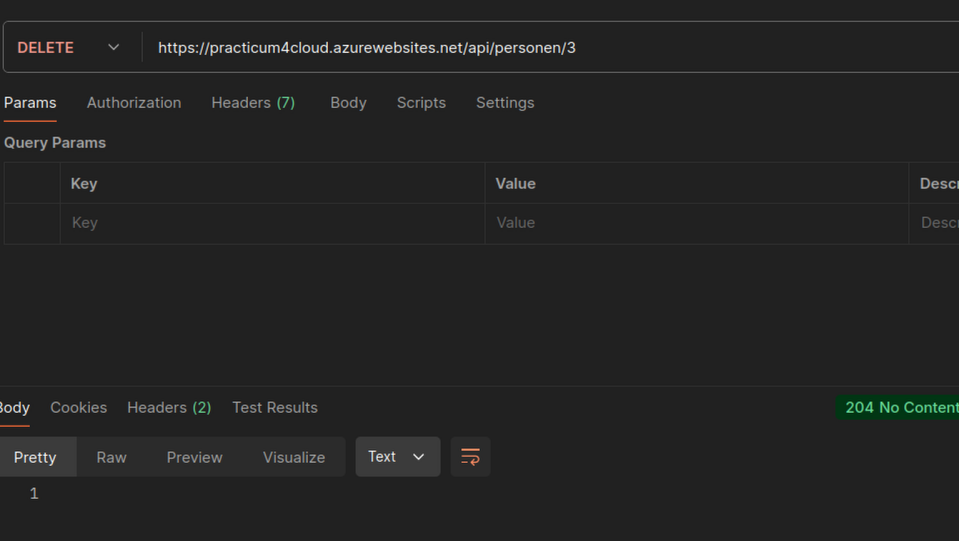 DELETE https://practicum4cloud.azurewebsites.net/api/personen/3
Params Authorization Headers (7) Body Scripts Settings
Query Params
Key Value Descr
Key Value Descr
Body Cookies Headers (2) Test Results 204 No Content
Pretty Raw Preview Visualize Text
1